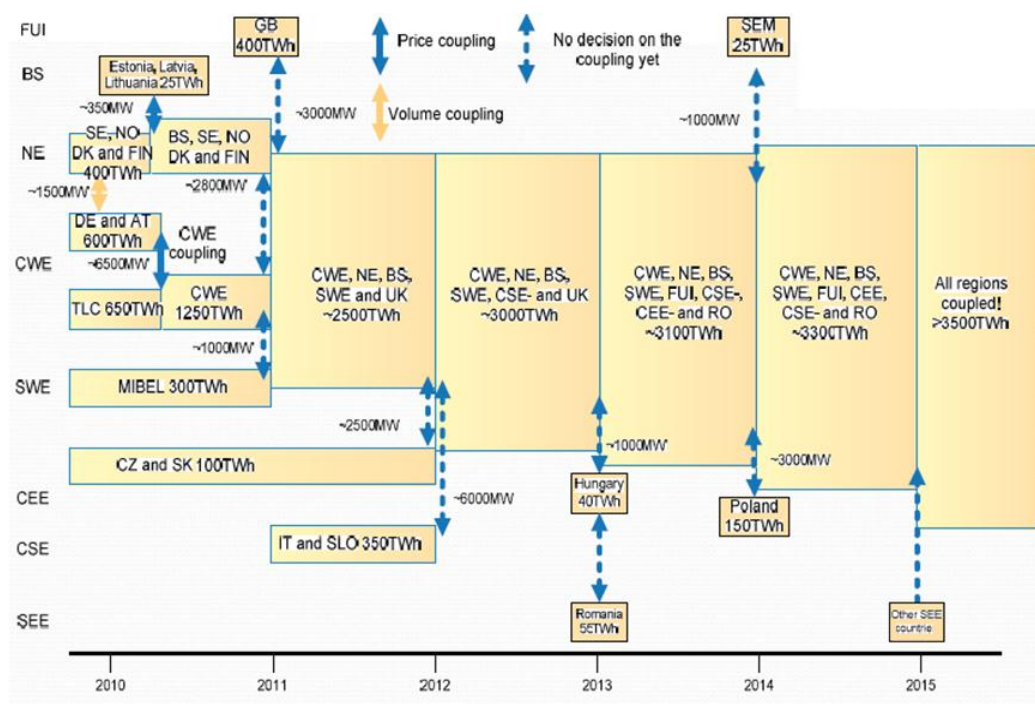 FUI
GB
400TWh
Price coupling
No decision on the
coupling yet
SEM
25TWh
BS
Estonia, Latvia,
Lithuania 25TWh
~350MW
~3000MW
Volume coupling
~1000MW
NE
SE, NO
DK and FIN
400TWh
BS, SE, NO
DK and FIN
~1500MW
~2800MW
DE and AT
600TWh
CWE
coupling
CWE
~6500MW
TLC 650TWh
CWE
1250TWh
CWE, NE, BS,
SWE and UK
~2500TWh
CWE, NE, BS,
SWE, CSE- and UK
~3000TWh
CWE, NE, BS,
SWE, FUI, CSE-,
CEE- and RO
~3100TWh
CWE, NE, BS,
SWE, FUI, CEE,
CSE- and RO
~3300TWh
All regions
coupled!
>3500TWh
~1000MW
SWE
MIBEL 300TWh
~2500MW
~1000MW
~3000MW
CZ and SK 100TWh
CEE
~6000MW
Hungary
40TWh
Poland
150TWh
CSE
IT and SLO 350TWh
SEE
Romania
55TWh
Other SEE
countrie
2010
2011
2012
2013
2014
2015